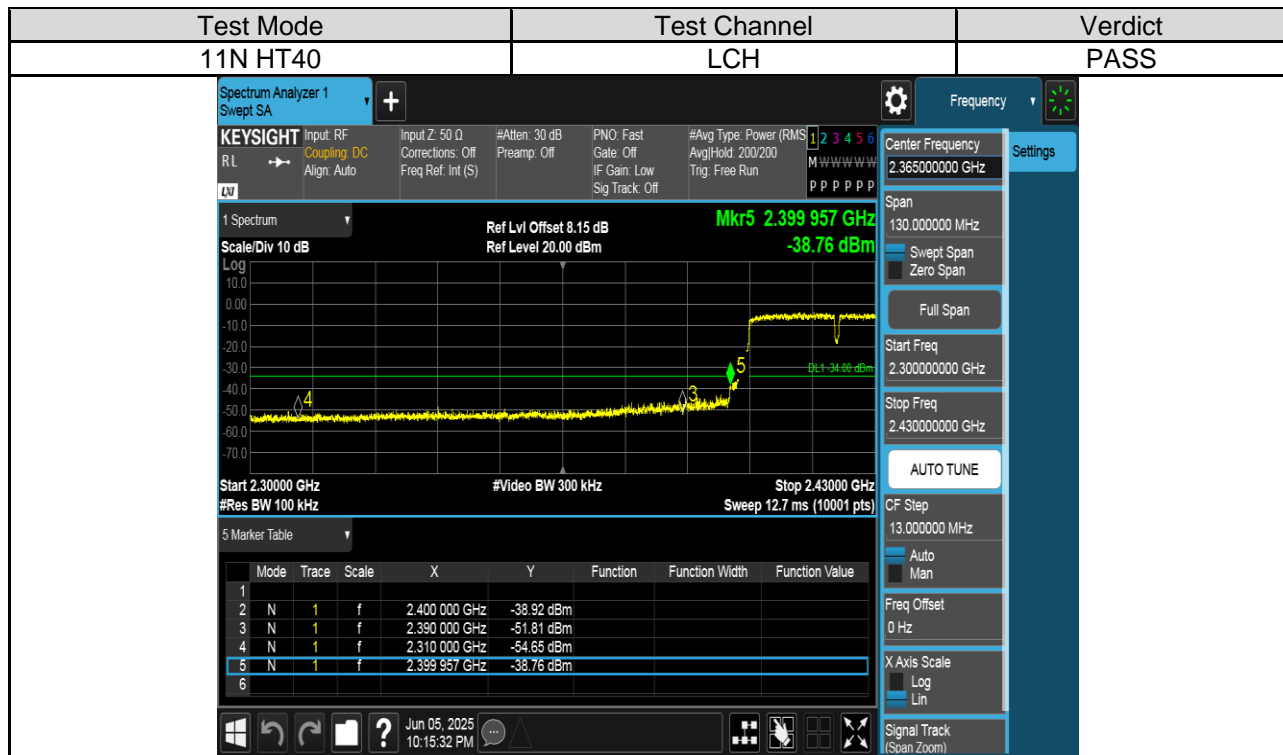 Test Mode Test Channel Verdict
11N HT40 LCH PASS
Spectrum Analyzer 1
Swept SA
+
Frequency
KEYSIGHT
RL
LXI
Input: RF
Coupling: DC
Align: Auto
Input Z: 50 Ω
Corrections: Off
Freq Ref: Int (S)
#Atten: 30 dB
Preamp: Off
PNO: Fast
Gate: Off
IF Gain: Low
Sig Track: Off
#Avg Type: Power (RMS
Avg|Hold: 200/200
Trig: Free Run
1 2 3 4 5 6
M W W W W W
P P P P P P
1 Spectrum
Scale/Div 10 dB
Ref Lvl Offset 8.15 dB
Ref Level 20.00 dBm
Mkr5 2.399 957 GHz
-38.76 dBm
Log
10.0
0.00
-10.0
-20.0
-30.0
-40.0
-50.0
-60.0
-70.0
DL1 -34.00 dBm
5
4
3
Start 2.30000 GHz #Video BW 300 kHz Stop 2.43000 GHz
#Res BW 100 kHz Sweep 12.7 ms (10001 pts)
5 Marker Table
Mode Trace Scale X Y Function Function Width Function Value
1
2 N 1 f 2.400 000 GHz -38.92 dBm
3 N 1 f 2.390 000 GHz -51.81 dBm
4 N 1 f 2.310 000 GHz -54.65 dBm
5 N 1 f 2.399 957 GHz -38.76 dBm
6
?
Jun 05, 2025
10:15:32 PM
Center Frequency
2.365000000 GHz
Settings
Span
130.000000 MHz
Swept Span
Zero Span
Full Span
Start Freq
2.300000000 GHz
Stop Freq
2.430000000 GHz
AUTO TUNE
CF Step
13.000000 MHz
Auto
Man
Freq Offset
0 Hz
X Axis Scale
Log
Lin
Signal Track
(Span Zoom)